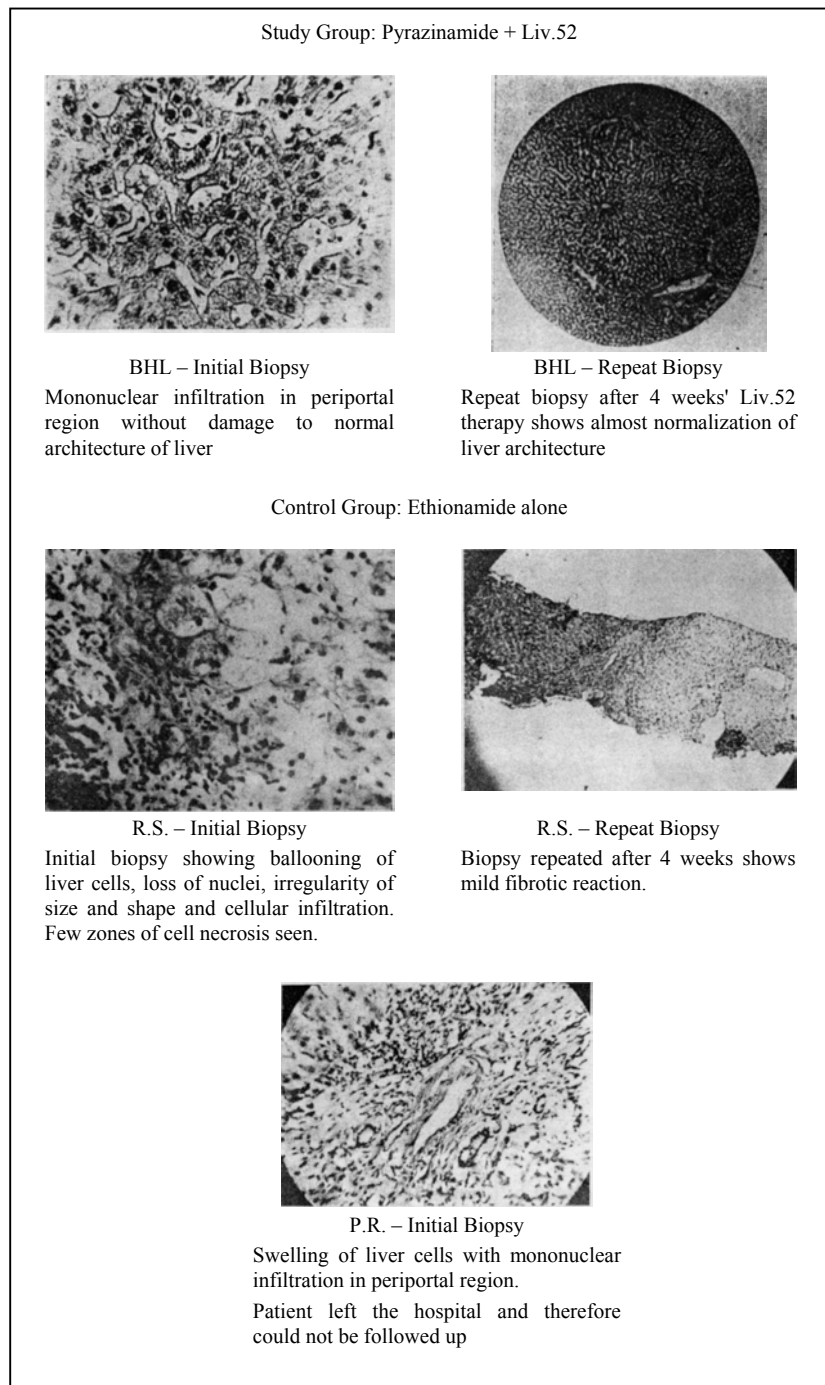 Study Group: Pyrazinamide + Liv.52
BHL – Initial Biopsy
Mononuclear infiltration in periportal
region without damage to normal
architecture of liver
BHL – Repeat Biopsy
Repeat biopsy after 4 weeks' Liv.52
therapy shows almost normalization of
liver architecture
Control Group: Ethionamide alone
R.S. – Initial Biopsy
Initial biopsy showing ballooning of
liver cells, loss of nuclei, irregularity of
size and shape and cellular infiltration.
Few zones of cell necrosis seen.
R.S. – Repeat Biopsy
Biopsy repeated after 4 weeks shows
mild fibrotic reaction.
P.R. – Initial Biopsy
Swelling of liver cells with mononuclear
infiltration in periportal region.
Patient left the hospital and therefore
could not be followed up